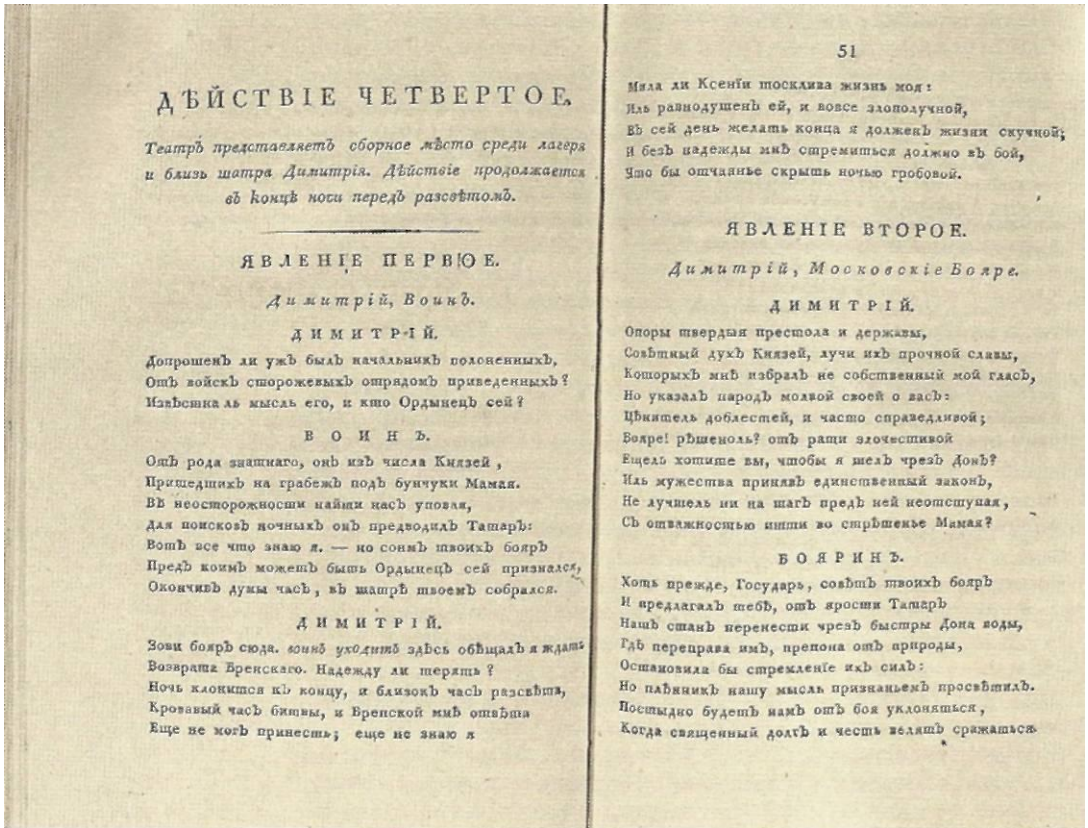 ДѢЙСТВІЕ ЧЕТВЕРТОЕ.
Театрѣ представляетъ сборное мѣсто среди лагеря
и близь шатра Димитрія. Дѣйствіе продолжается
въ концѣ ночи передъ разсвѣтомъ.
ЯВЛЕНІЕ ПЕРВОЕ.
Димитрій, Воинъ.
ДИМИТРІЙ.
Допрошенъ ли ужъ былъ начальникъ полоненныхъ,
Отъ войскъ сторожевыхъ отрядомъ приведенныхъ?
Извѣстналь мысль его, и кто Ордынецъ сей?
ВОИНЪ.
Отъ рода знатнаго, онъ изъ числа Князей,
Пришедшихъ на грабежъ подъ бунчуки Мамая.
Въ неосторожности найти насъ уповая,
Для поисковъ ночныхъ онъ предводилъ Татаръ:
Вотъ все что знаю я. — но сонмъ твоихъ бояръ
Предъ коимъ можетъ быть Ордынецъ сей признался,
Окончивъ думы часъ, въ шатрѣ твоемъ собрался.
ДИМИТРІЙ.
Зови бояръ сюда. воинъ уходитъ здѣсь обѣщалъ я ждать
Возврата Бренскаго. Надежду ли терять?
Ночь клонится къ концу, и близокъ часъ разсвѣта,
Кровавый часъ битвы, и Бренской мнѣ отвѣта
Еще не могъ принесть; еще не знаю я
51
Мила ли Ксеніи тосклива жизнь моя:
Иль равнодушенъ ей, и вовсе злополучной,
Въ сей день желать конца я долженъ жизни скучной;
И безъ надежды мнѣ стремиться должно въ бой,
Что бы отчаянье скрыть ночью гробовой.
ЯВЛЕНІЕ ВТОРОЕ.
Димитрій, Московскіе Бояре.
ДИМИТРІЙ.
Опоры твердыя престола и державы,
Совѣтный духъ Князей, лучи ихъ прочной славы,
Которыхъ мнѣ избралъ не собственный мой гласъ,
Но указалъ народъ молвой своей о васъ:
Цѣнитель доблестей, и часто справедливой;
Бояре! рѣшеноль? отъ рати злочестивой
Ещель хотите вы, чтобы я шелъ чрезъ Донъ?
Иль мужества принявъ единственный законъ,
Не лучшель ни на шагъ предъ ней неотступая,
Съ отважностью итти во стрѣтенье Мамая?
БОЯРИНЪ.
Хоть прежде, Государь, совѣтъ твоихъ бояръ
И предлагалъ тебѣ, отъ ярости Татаръ
Нашъ станъ перенести чрезъ быстры Дона воды,
Гдѣ переправа имъ, препона отъ природы,
Остановила бы стремленіе ихъ силъ:
Но плѣнникъ нашу мысль признаньемъ просвѣтилъ.
Постыдно будетъ намъ отъ боя уклоняться,
Когда священный долгъ и честь велятъ сражаться.